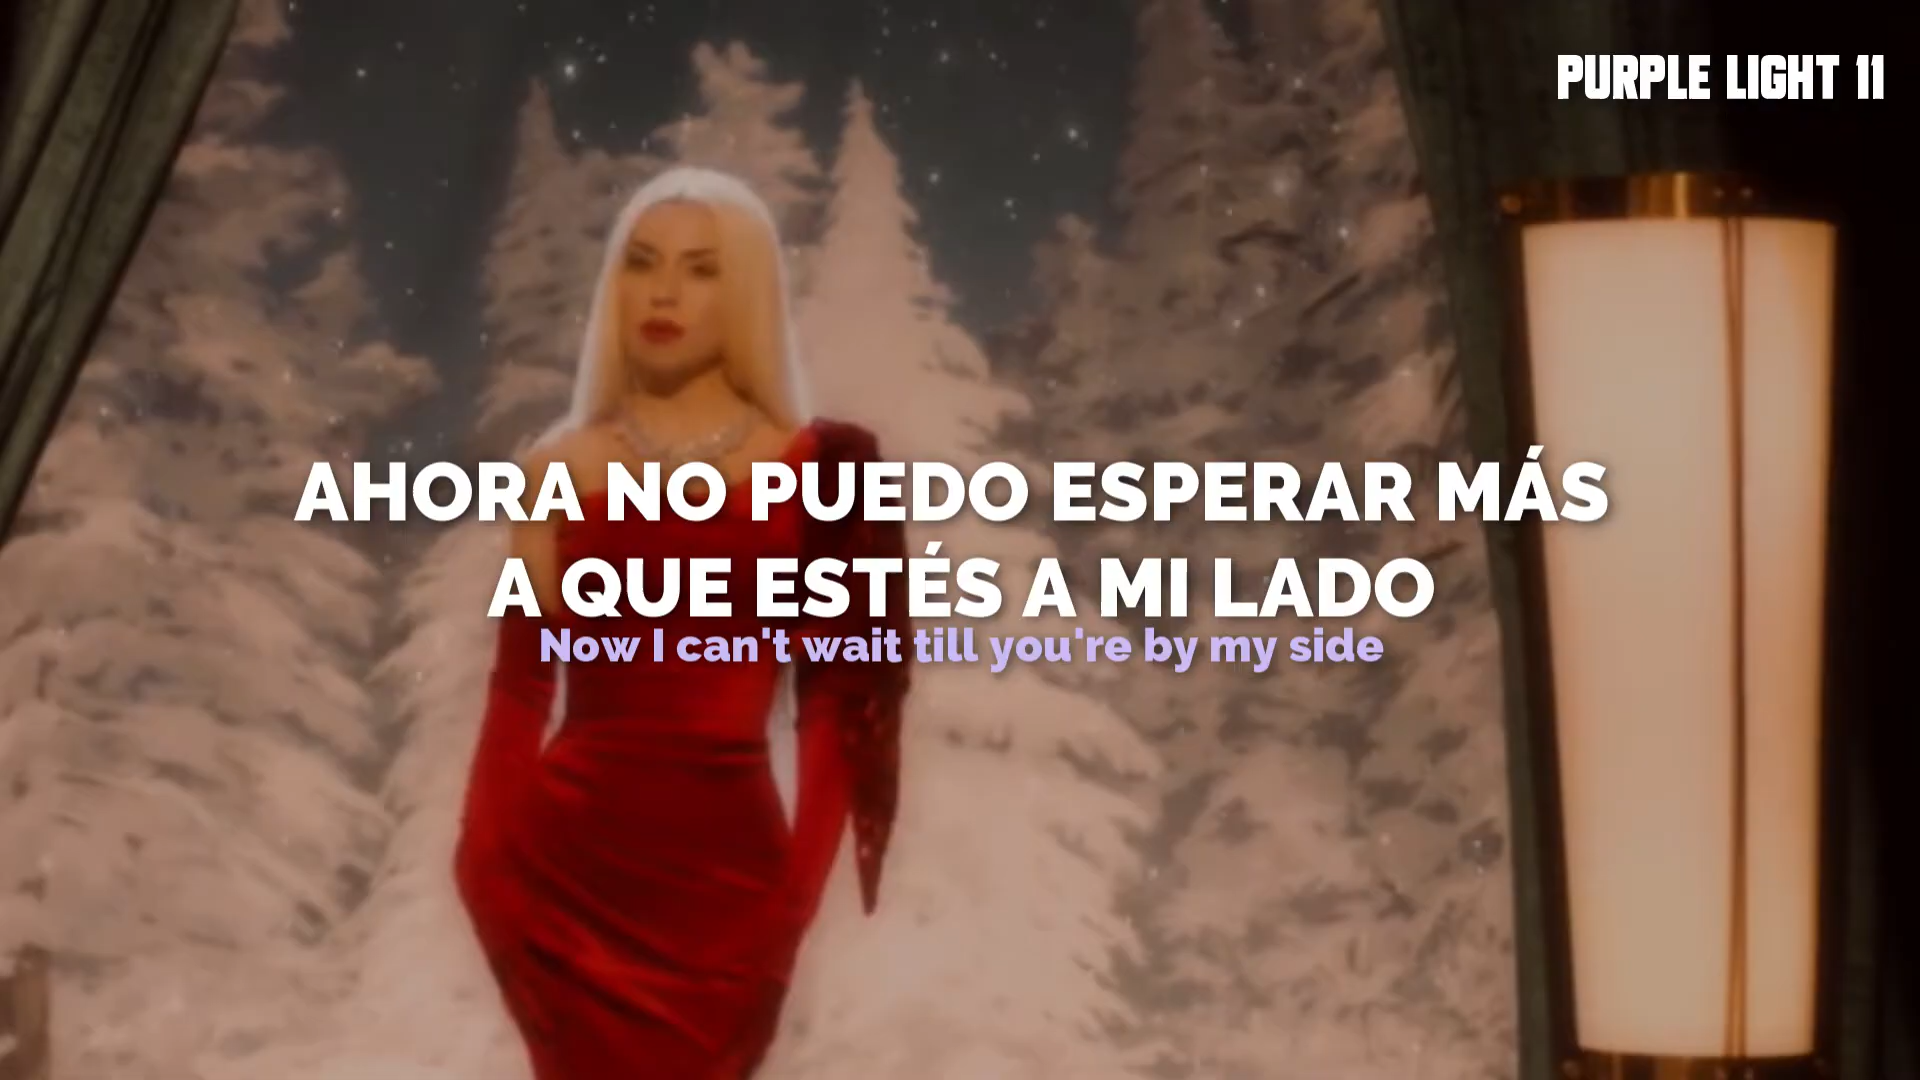 PURPLE LIGHT 11
AHORA NO PUEDO ESPERAR MÁS
A QUE ESTÉS A MI LADO
Now I can't wait till you're by my side